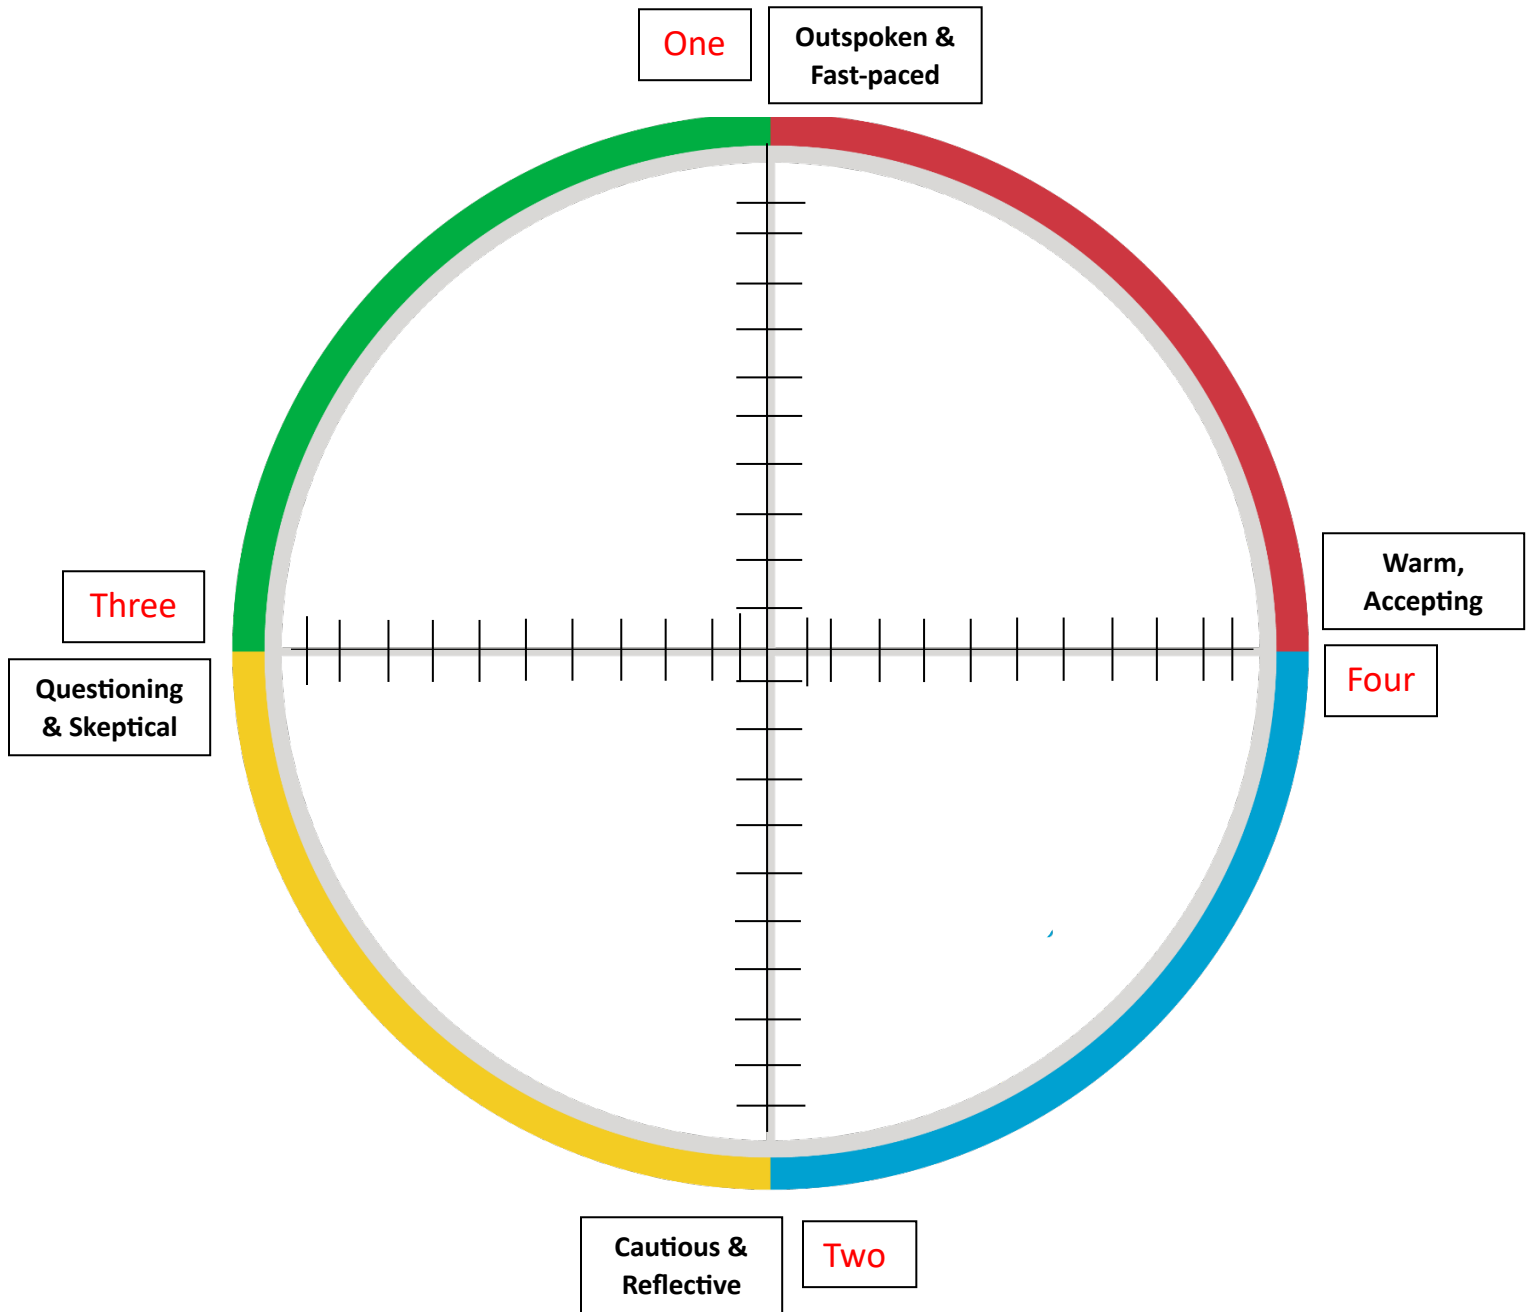 One
Outspoken &
Fast-paced
Three
Questioning
& Skeptical
Warm,
Accepting
Four
Cautious &
Reflective
Two